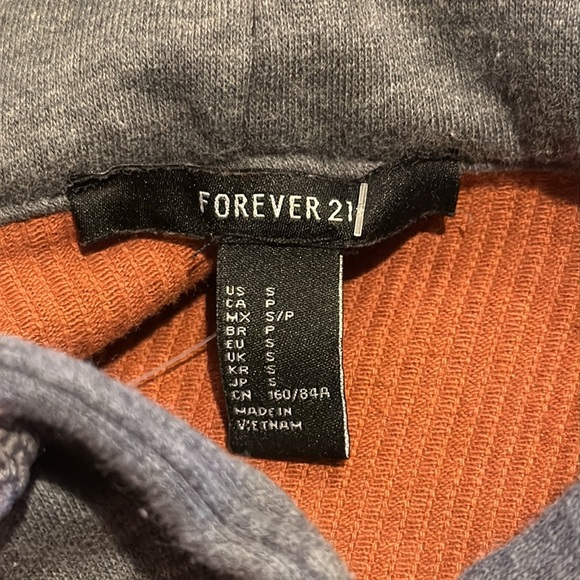 FOREVER 21
US S
CA P
MX S/P
BR P
EU S
UK S
KR S
JP S
CN 160/84A
MADE IN
VIETNAM